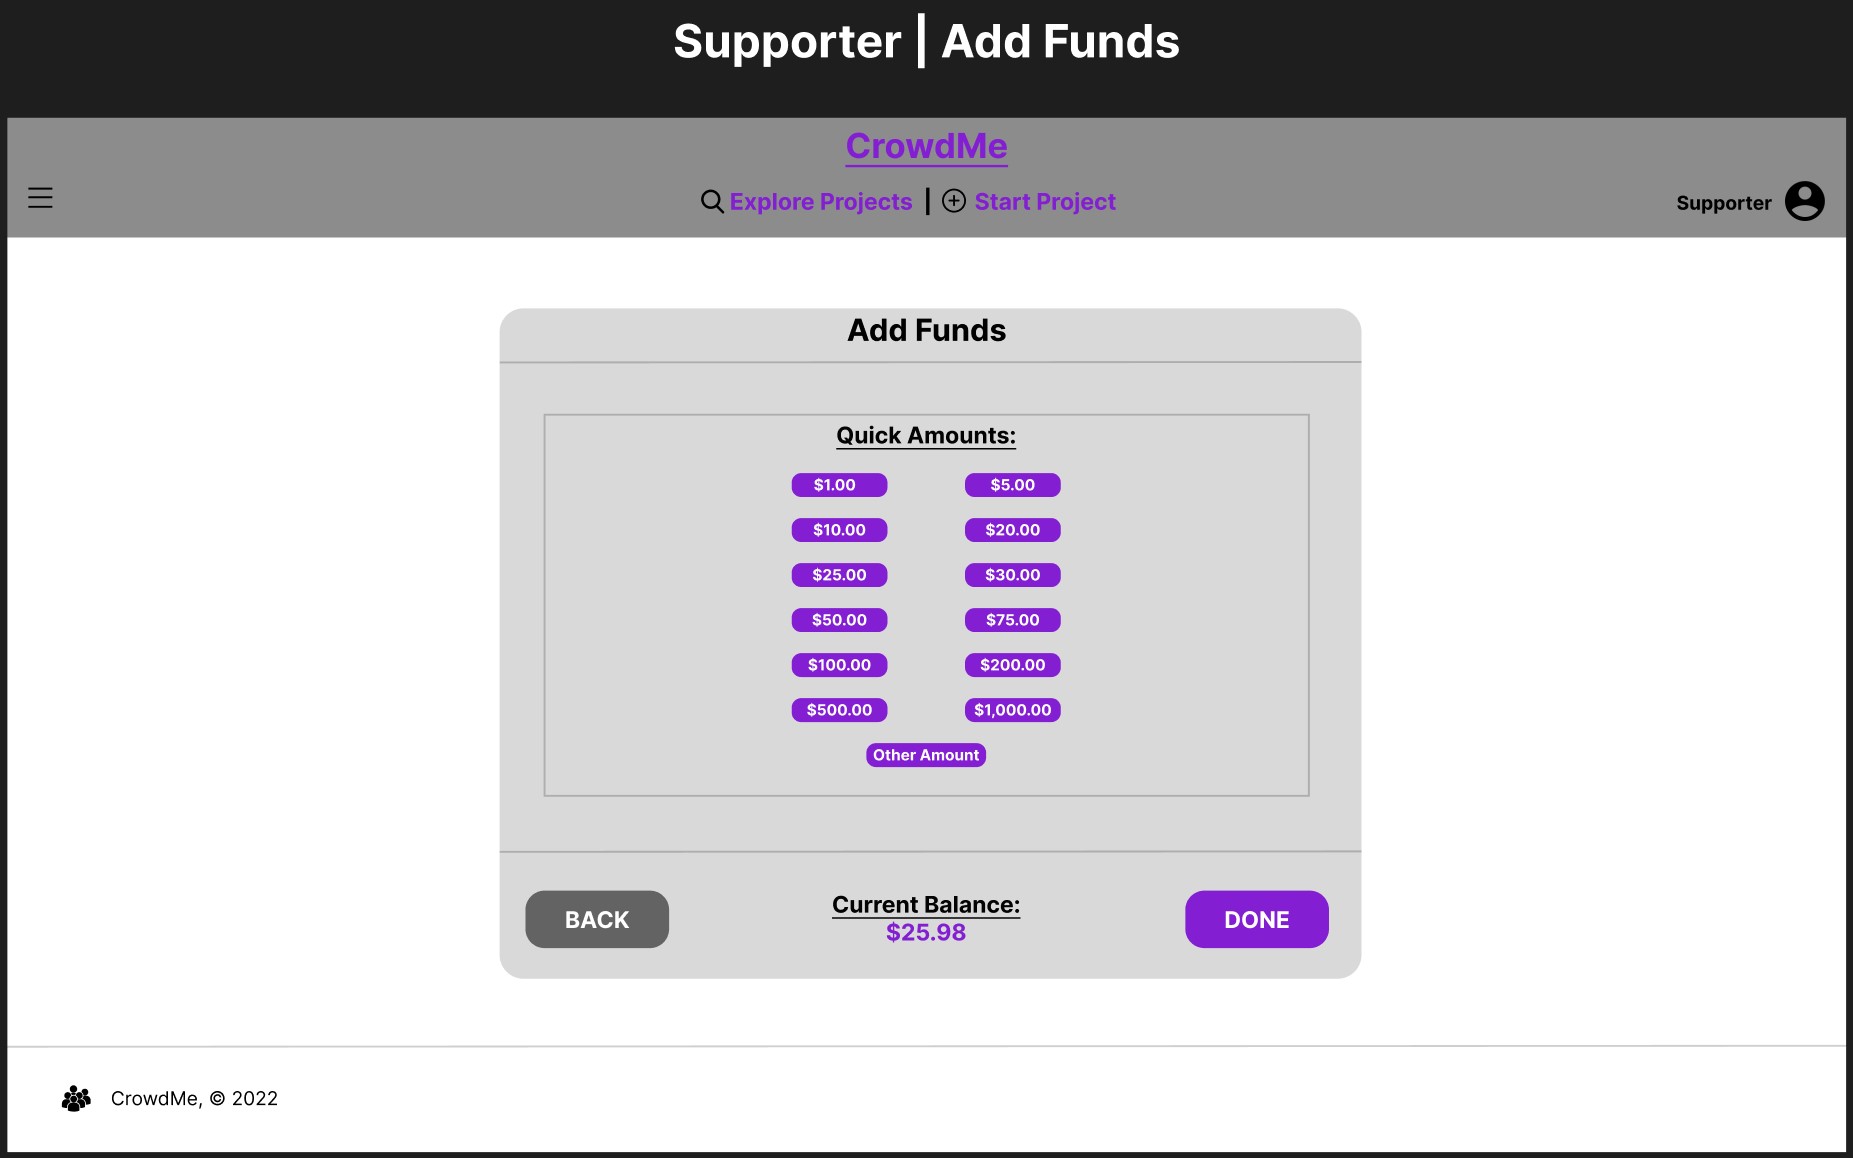 Supporter | Add Funds
CrowdMe
Explore Projects | Start Project
Supporter
Add Funds
Quick Amounts:
$1.00 $5.00
$10.00 $20.00
$25.00 $30.00
$50.00 $75.00
$100.00 $200.00
$500.00 $1,000.00
Other Amount
BACK
Current Balance:
$25.98
DONE
CrowdMe, © 2022